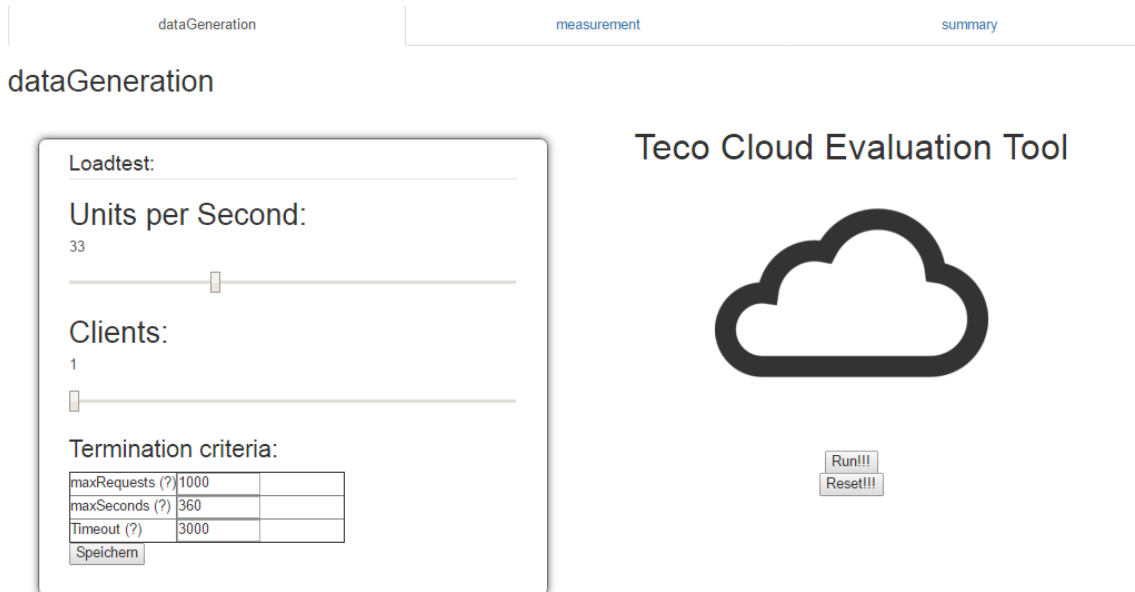 dataGeneration
measurement
summary
dataGeneration
Loadtest:
Units per Second:
33
Clients:
1
Termination criteria:
maxRequests (?) 1000
maxSeconds (?) 360
Timeout (?) 3000
Speichern
Teco Cloud Evaluation Tool
Run!!!
Reset!!!